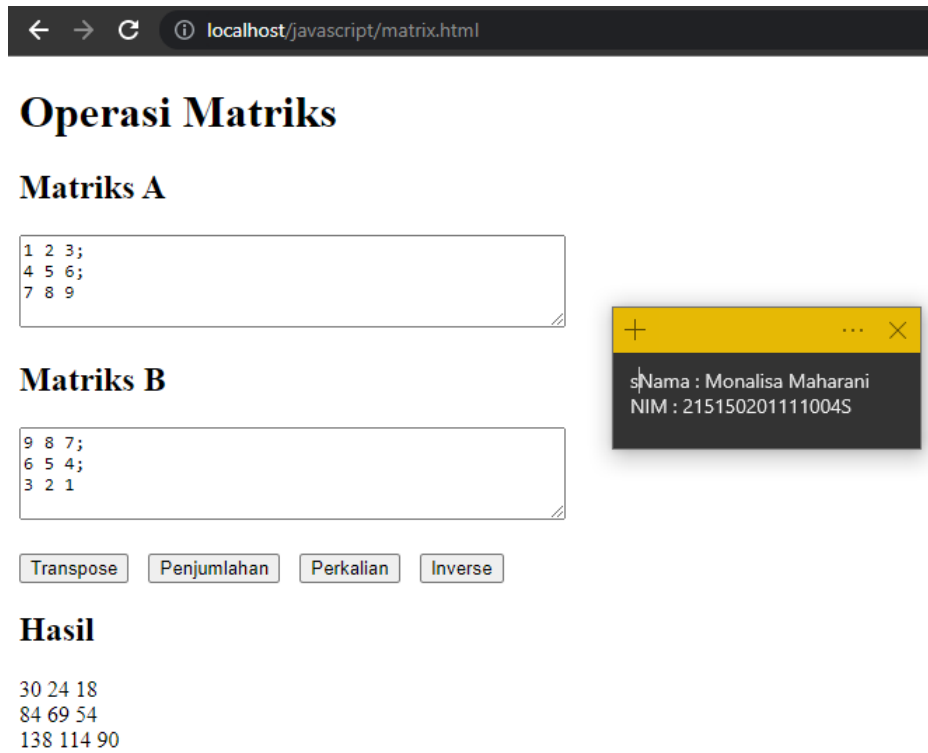 localhost/javascript/matrix.html
Operasi Matriks
Matriks A
1 2 3;
4 5 6;
7 8 9
Matriks B
9 8 7;
6 5 4;
3 2 1
sNama : Monalisa Maharani
NIM : 215150201111004S
Transpose Penjumlahan Perkalian Inverse
Hasil
30 24 18
84 69 54
138 114 90